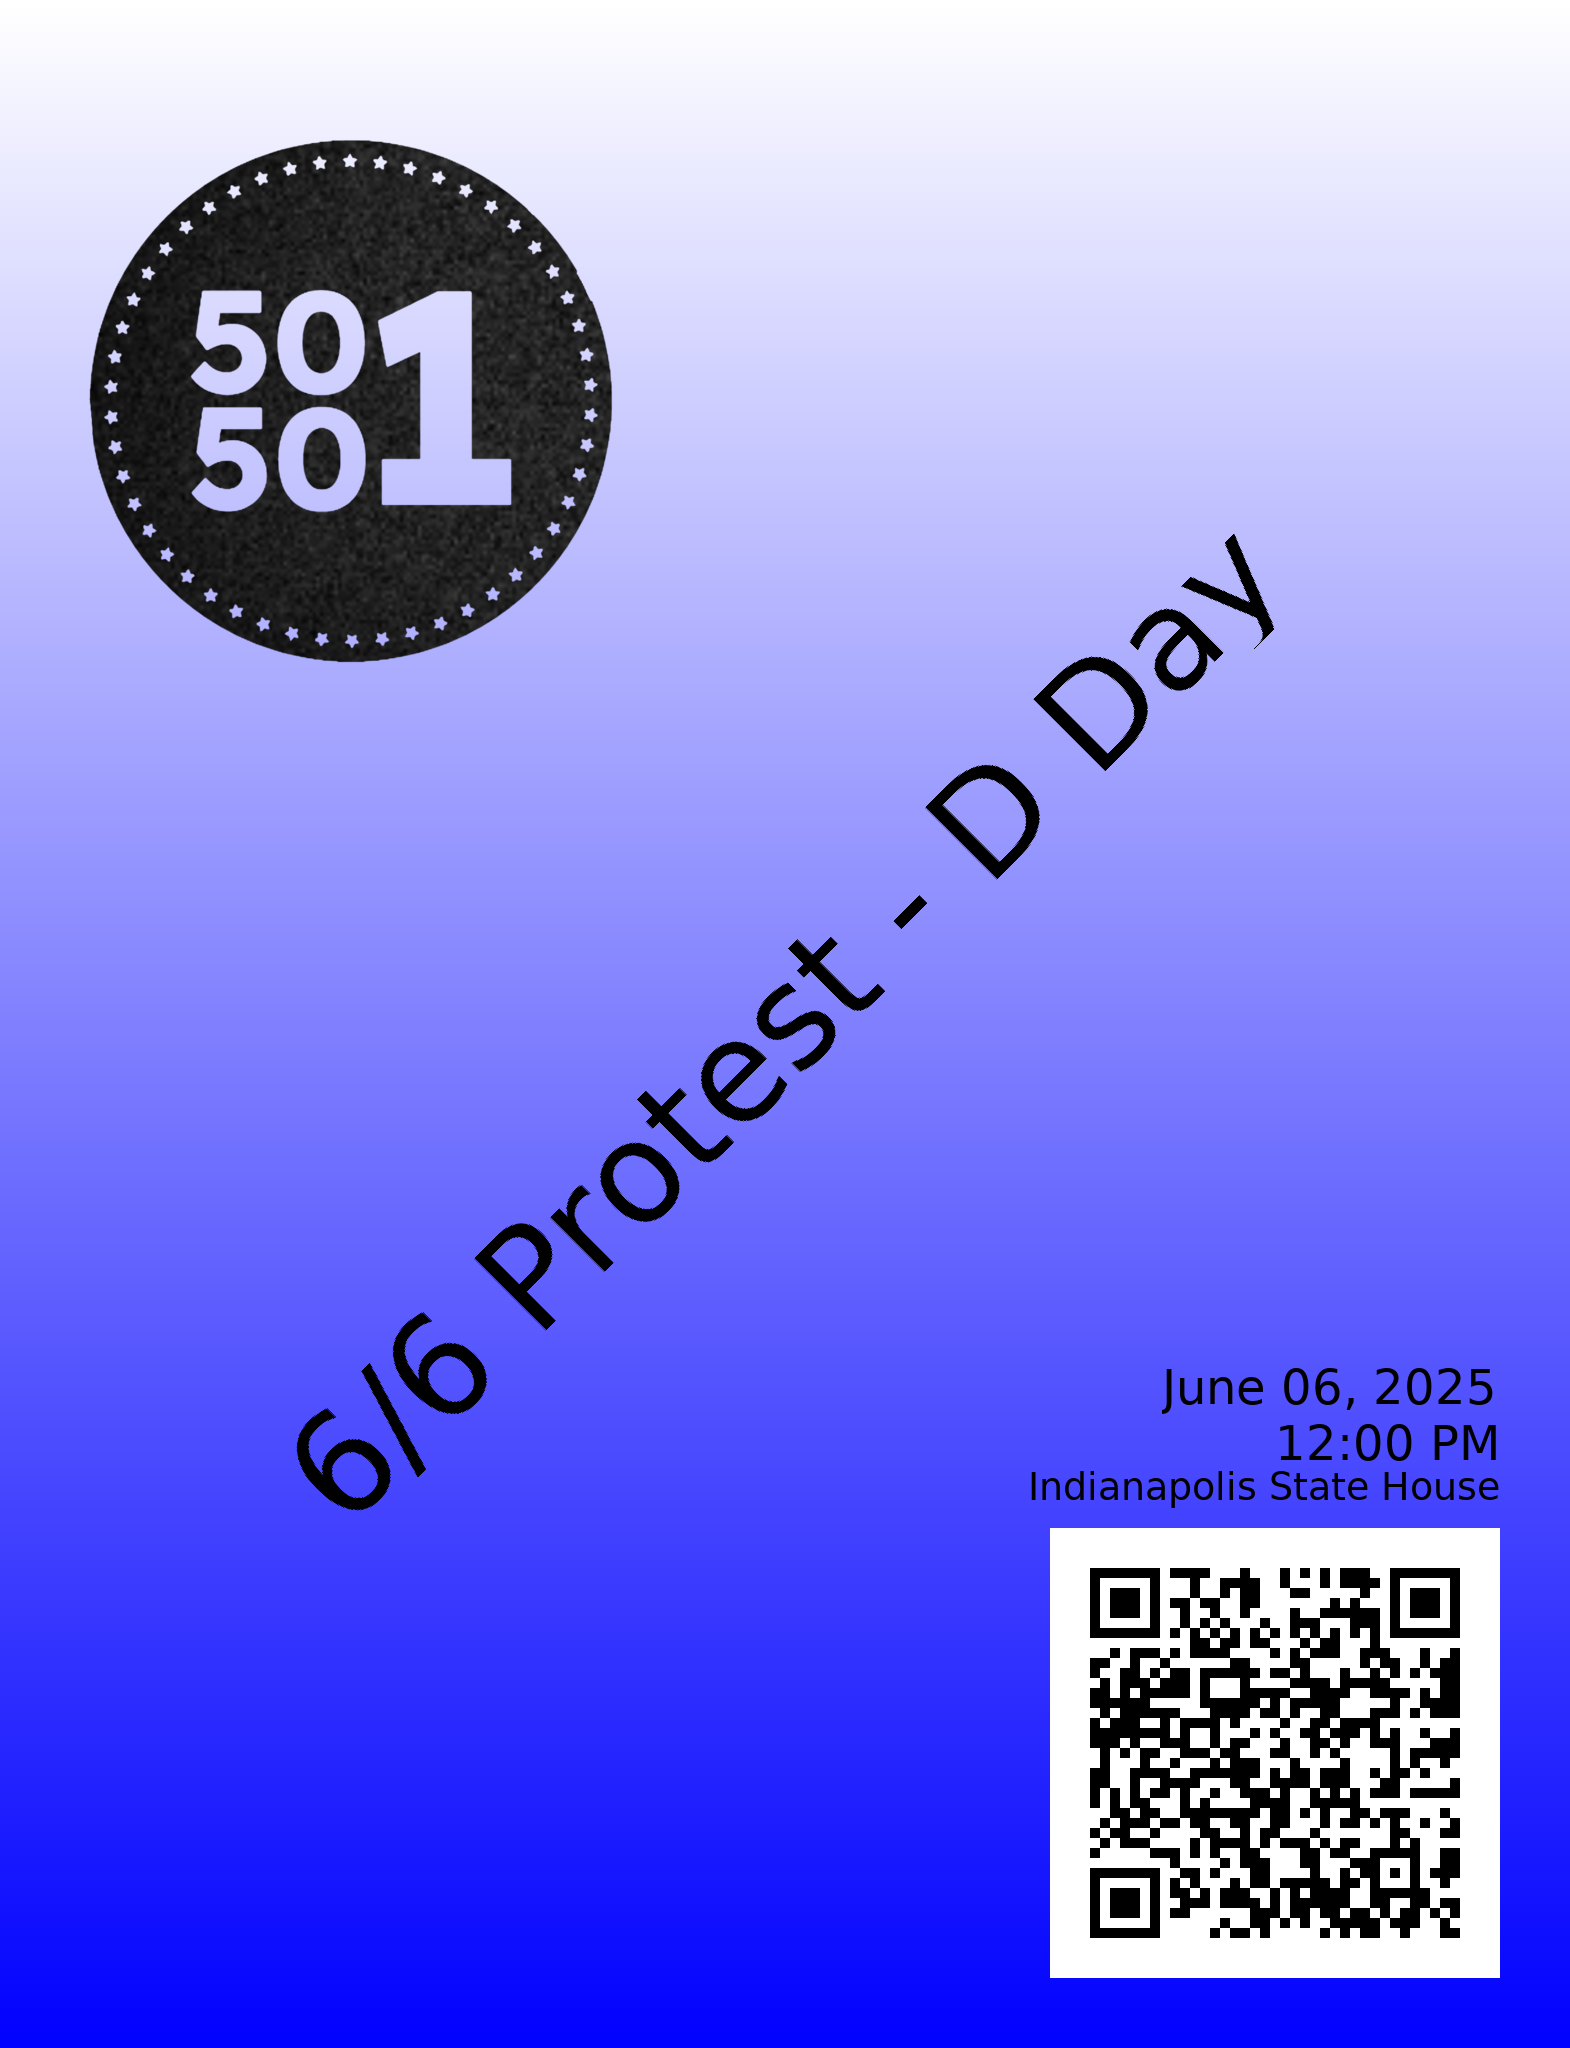 50
50
1
6/6 Protest - D Day
June 06, 2025
12:00 PM
Indianapolis State House